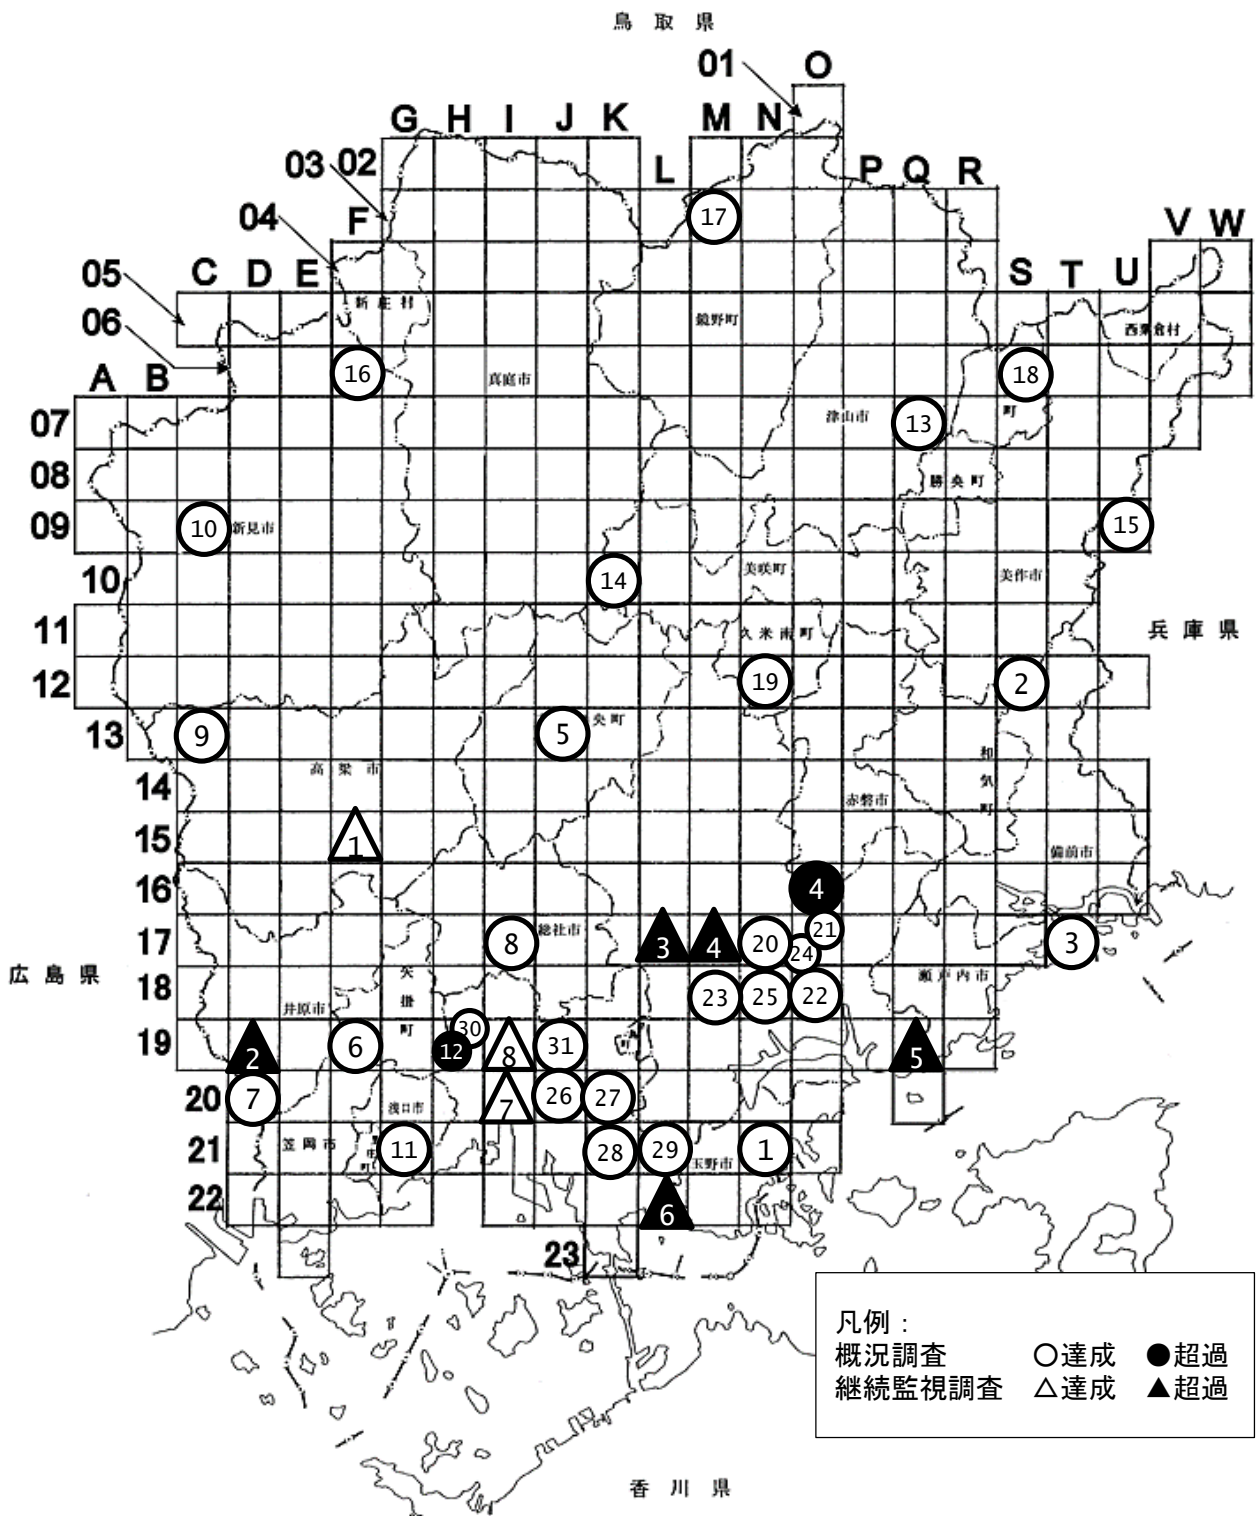 鳥取県
01 O
G H I J K M N
03 02 L P Q R
04 F 17 V W
05 C D E S T U
新庄村 鏡野町 西粟倉村
06
A B 16 真庭市 18
07 津山市 13 町
08 勝央町
09 10 新見市 15
10 14 美咲町 美作市
11 久米南町 兵庫県
12 19 2
13 9 5 央町
和気町
14 高梁市 赤磐市
15 1 備前市
16 4
17 8 総社市 3 4 20 24 21 3
広島県 矢掛町 瀬戸内市
18 井原市 23 25 22
19 2 6 30 12 8 31 町 5
20 7 浅口市 7 26 27
21 笠岡市 町 11 28 29 玉野市 1
22 6
23
凡例：
概況調査 ○達成 ●超過
継続監視調査 △達成 ▲超過
香川県